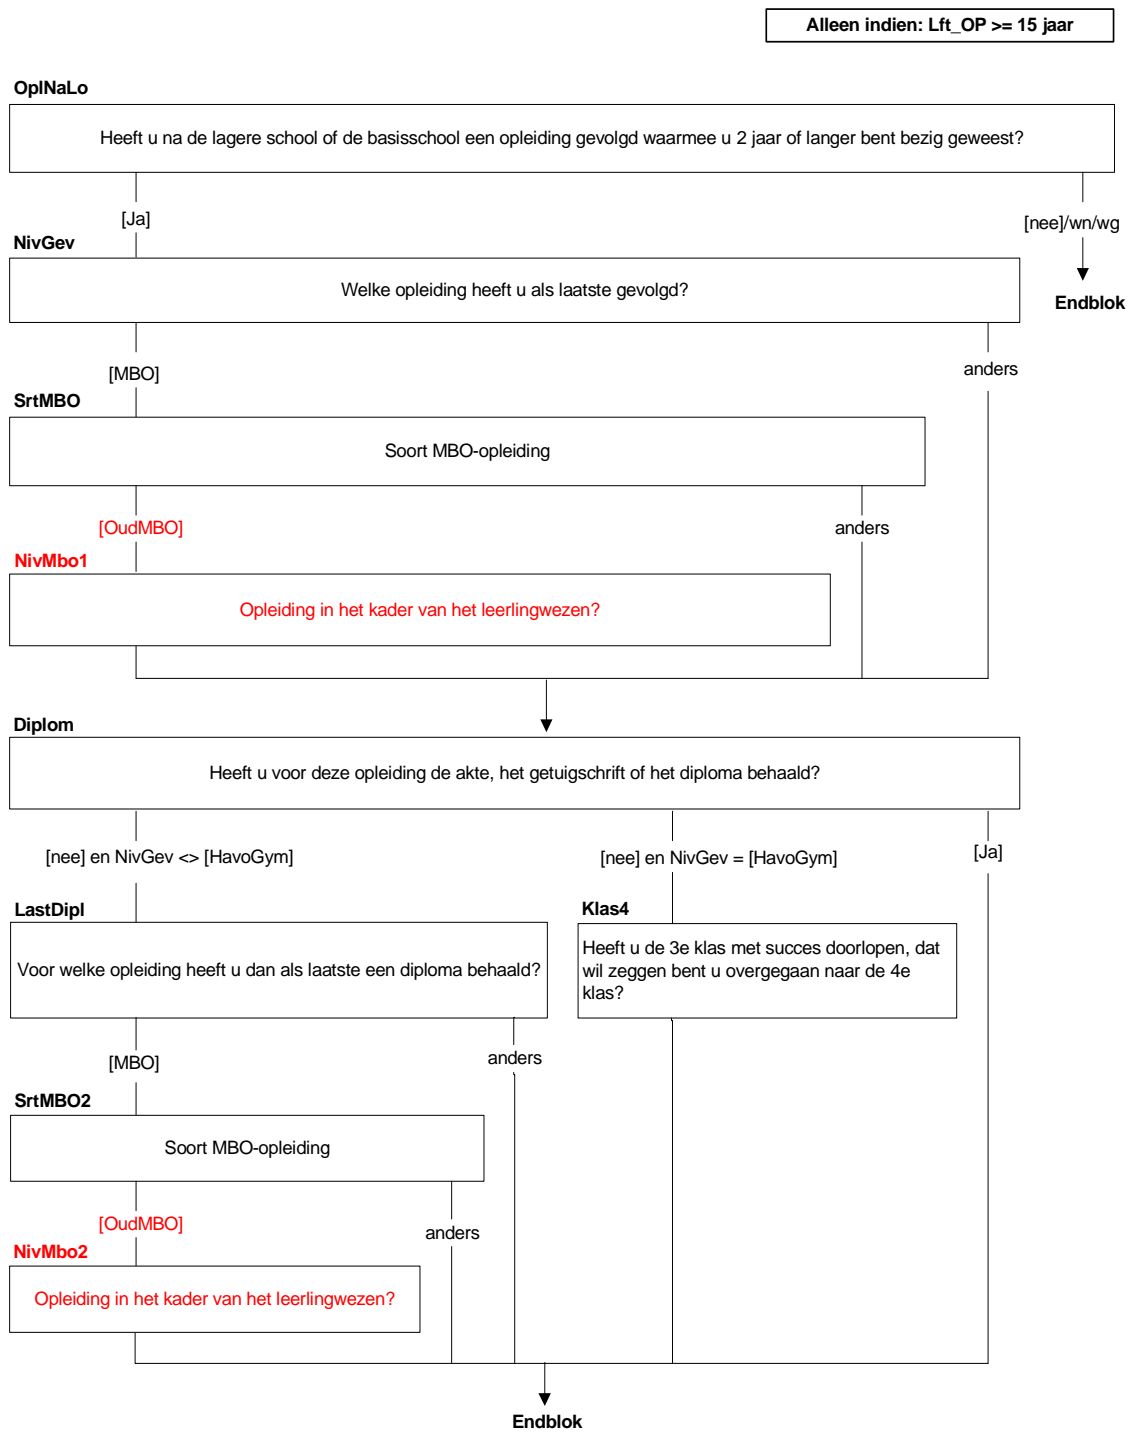 Alleen indien: Lft_OP >= 15 jaar
OplNaLo
Heeft u na de lagere school of de basisschool een opleiding gevolgd waarmee u 2 jaar of langer bent bezig geweest?
[Ja]
[nee]/wn/wg
NivGev
Welke opleiding heeft u als laatste gevolgd?
Endblok
[MBO]
anders
SrtMBO
Soort MBO-opleiding
[OudMBO]
anders
NivMbo1
Opleiding in het kader van het leerlingwezen?
Diplom
Heeft u voor deze opleiding de akte, het getuigschrift of het diploma behaald?
[nee] en NivGev <> [HavoGym]
[nee] en NivGev = [HavoGym]
[Ja]
LastDipl
Voor welke opleiding heeft u dan als laatste een diploma behaald?
Klas4
Heeft u de 3e klas met succes doorlopen, dat
wil zeggen bent u overgegaan naar de 4e
klas?
[MBO]
anders
SrtMBO2
Soort MBO-opleiding
[OudMBO]
anders
NivMbo2
Opleiding in het kader van het leerlingwezen?
Endblok